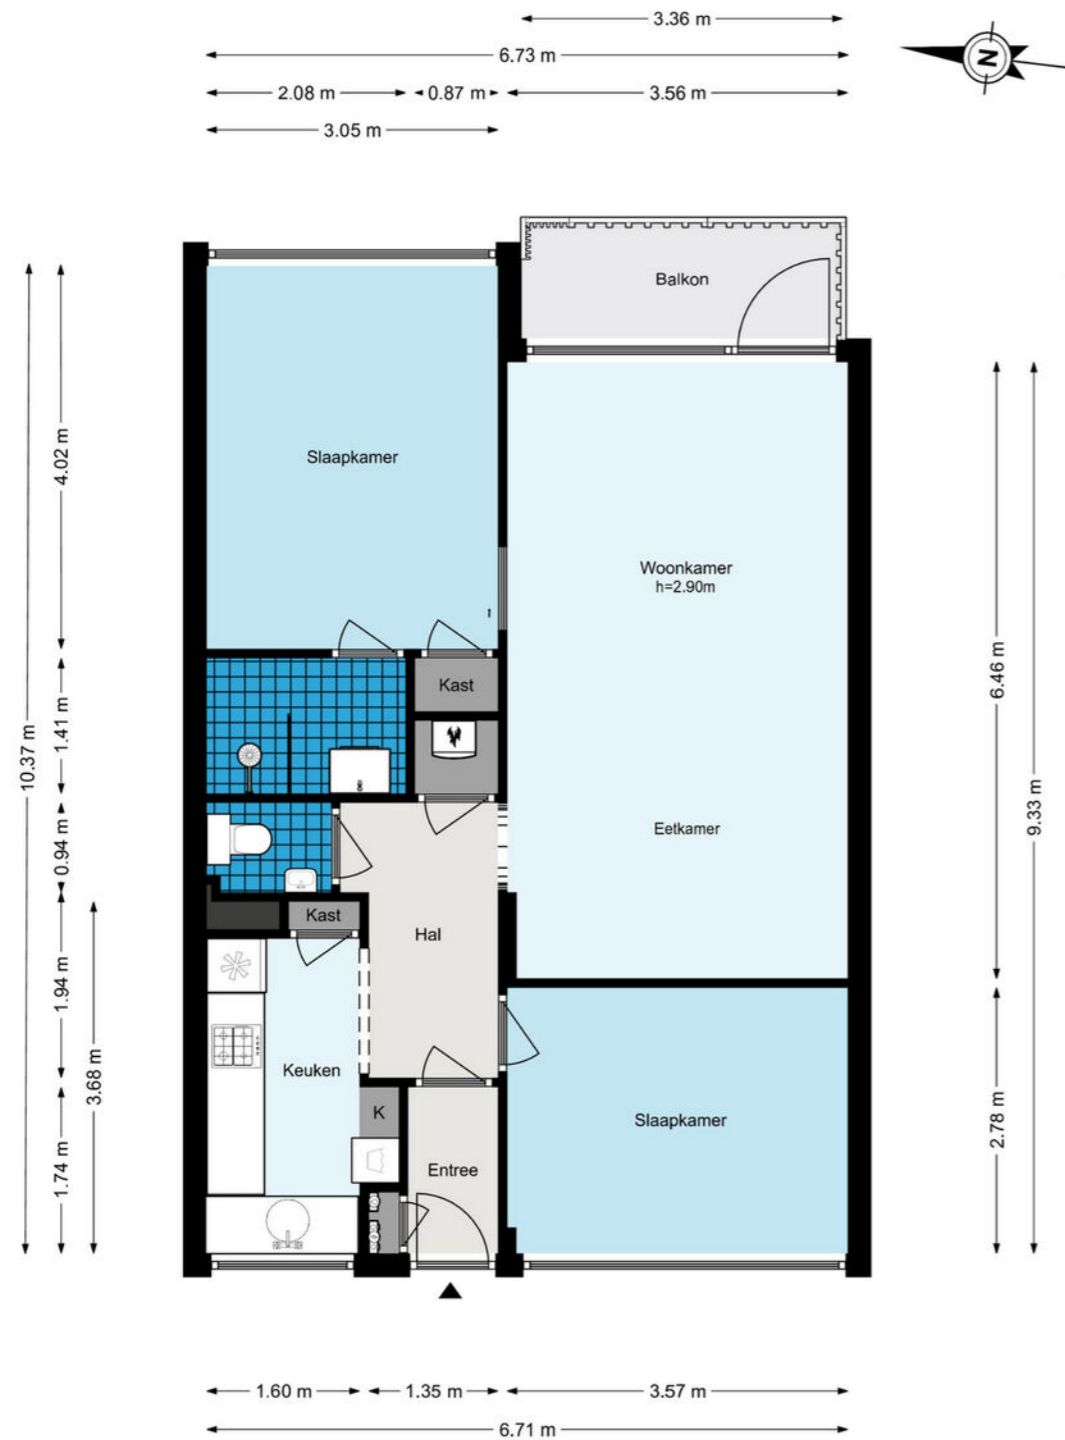 3.36 m
6.73 m
2.08 m
0.87 m
3.56 m
3.05 m
N
Balkon
4.02 m
Slaapkamer
Woonkamer
h=2.90m
6.46 m
Kast
1.41 m
10.37 m
9.33 m
Eetkamer
0.94 m
Kast
Hal
1.94 m
Keuken
3.68 m
K
Slaapkamer
2.78 m
1.74 m
Entree
1.60 m
1.35 m
3.57 m
6.71 m